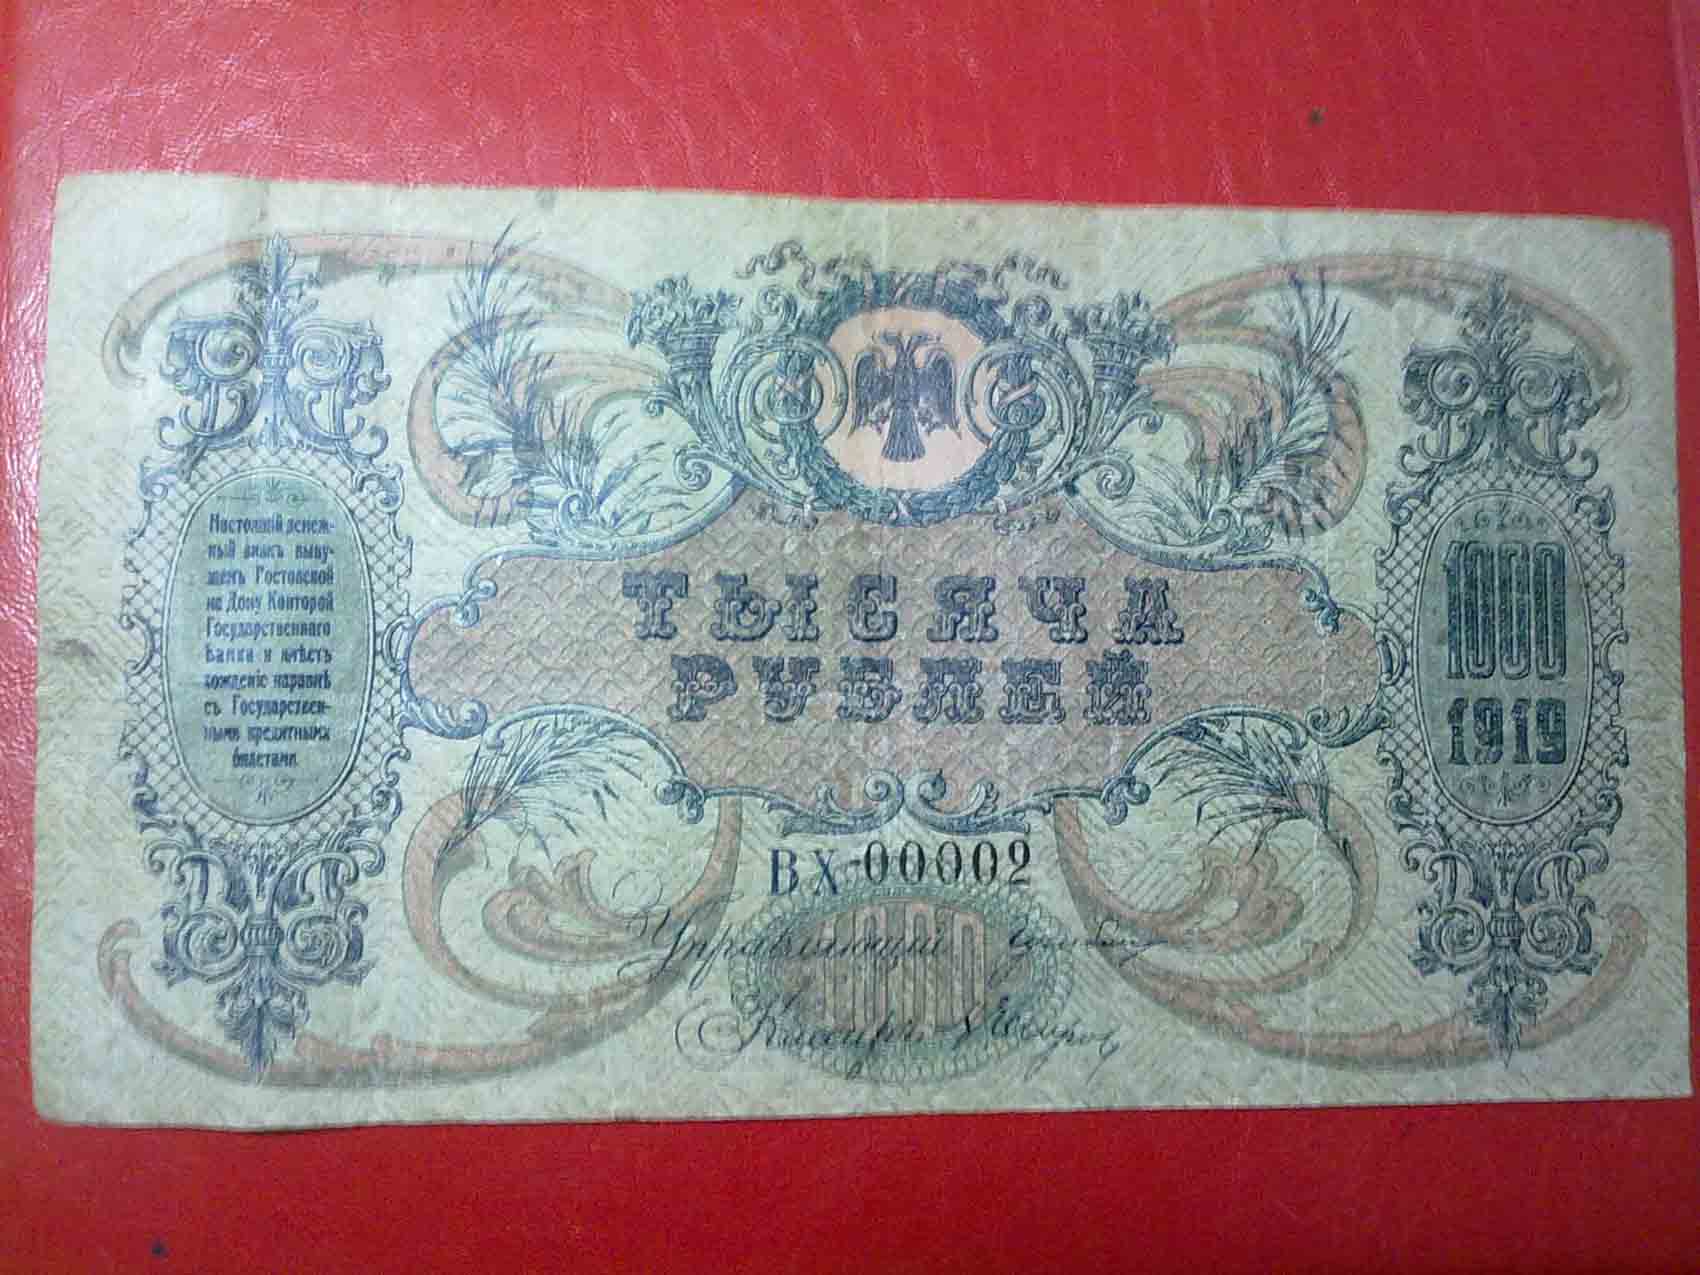 Настоящій денеж-
ный знакъ выпу-
щенъ Ростовской
на Дону Конторой
Государственнаго
Банка и имѣетъ
хожденіе наравнѣ
съ Государствен-
ными кредитными
билетами.
ТЫСЯЧА
РУБЛЕЙ
1000
1919
ВХ-00002
1000
Управляющій
Кассиръ